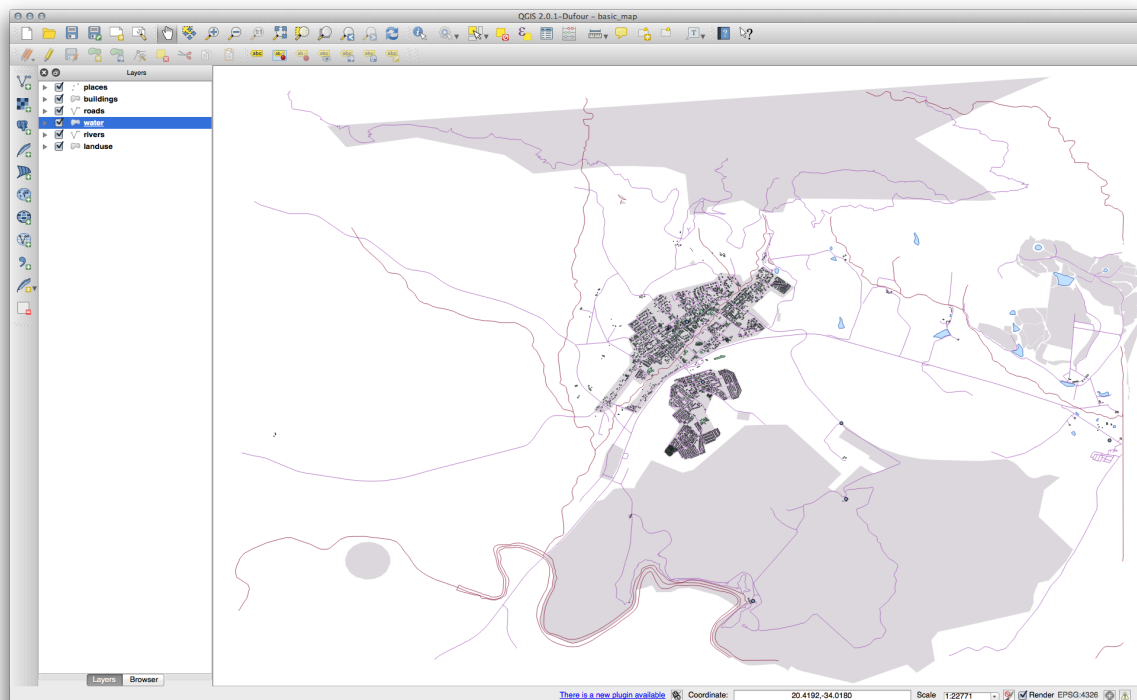 QGIS 2.0.1-Dufour - basic_map
Layers
places
buildings
roads
water
rivers
landuse
Layers Browser
There is a new plugin available Coordinate: 20.4192,-34.0180 Scale 1:22771 Render EPSG:4326